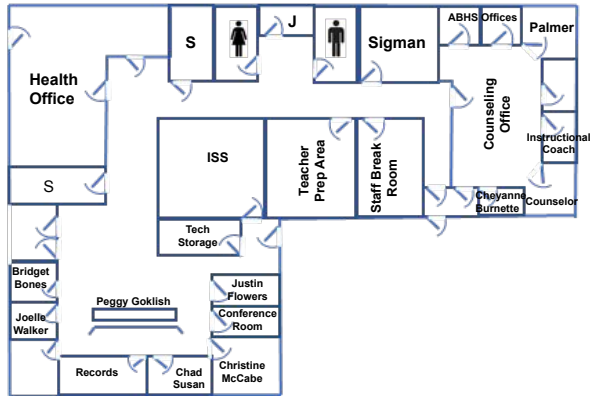 J
ABHS Offices
Palmer
S
Sigman
Health
Office
Counseling
Office
Instructional
Coach
ISS
Teacher
Prep Area
Staff Break
Room
S
Cheyanne
Burnette
Counselor
Tech
Storage
Bridget
Bones
Justin
Flowers
Peggy Goklish
Joelle
Walker
Conference
Room
Records
Chad
Susan
Christine
McCabe